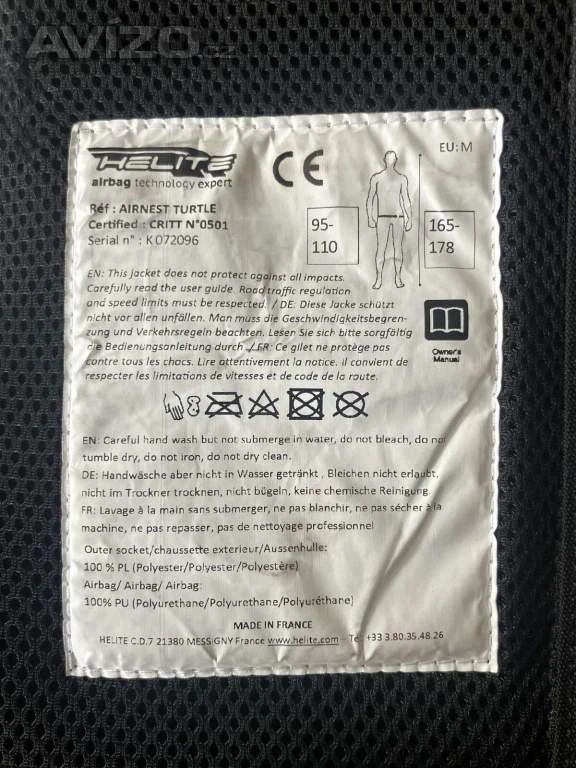 AVÍZO.cz
HELITE
airbag technology expert
CE
EU: M
Réf : AIRNEST TURTLE
Certified : CRITT N°0501
Serial n° : K 072096
95-
110
165-
178
EN: This jacket does not protect against all impacts.
Carefully read the user guide. Road traffic regulation
and speed limits must be respected. / DE: Diese Jacke schützt
nicht vor allen unfällen. Man muss die Geschwindigkeitsbegren-
zung und Verkehrsregeln beachten. Lesen Sie sich bitte sorgfältig
die Bedienungsanleitung durch ./ FR: Ce gilet ne protège pas
contre tous les chocs. Lire attentivement la notice. il convient de
respecter les limitations de vitesses et de code de la route.
Owner's
Manual
EN: Careful hand wash but not submerge in water, do not bleach, do not
tumble dry, do not iron, do not dry clean.
DE: Handwäsche aber nicht in Wasser getränkt , Bleichen nicht erlaubt,
nicht im Trockner trocknen, nicht bügeln, keine chemische Reinigung.
FR: Lavage à la main sans submerger, ne pas blanchir, ne pas sécher à la
machine, ne pas repasser, pas de nettoyage professionnel
Outer socket/chaussette exterieur/Aussenhulle:
100 % PL (Polyester/Polyester/Polyestère)
Airbag/ Airbag/ Airbag:
100% PU (Polyurethane/Polyurethane/Polyuréthane)
MADE IN FRANCE
HELITE C.D.7 21380 MESSIGNY France www.helite.com – Tel +33 3.80.35.48.26